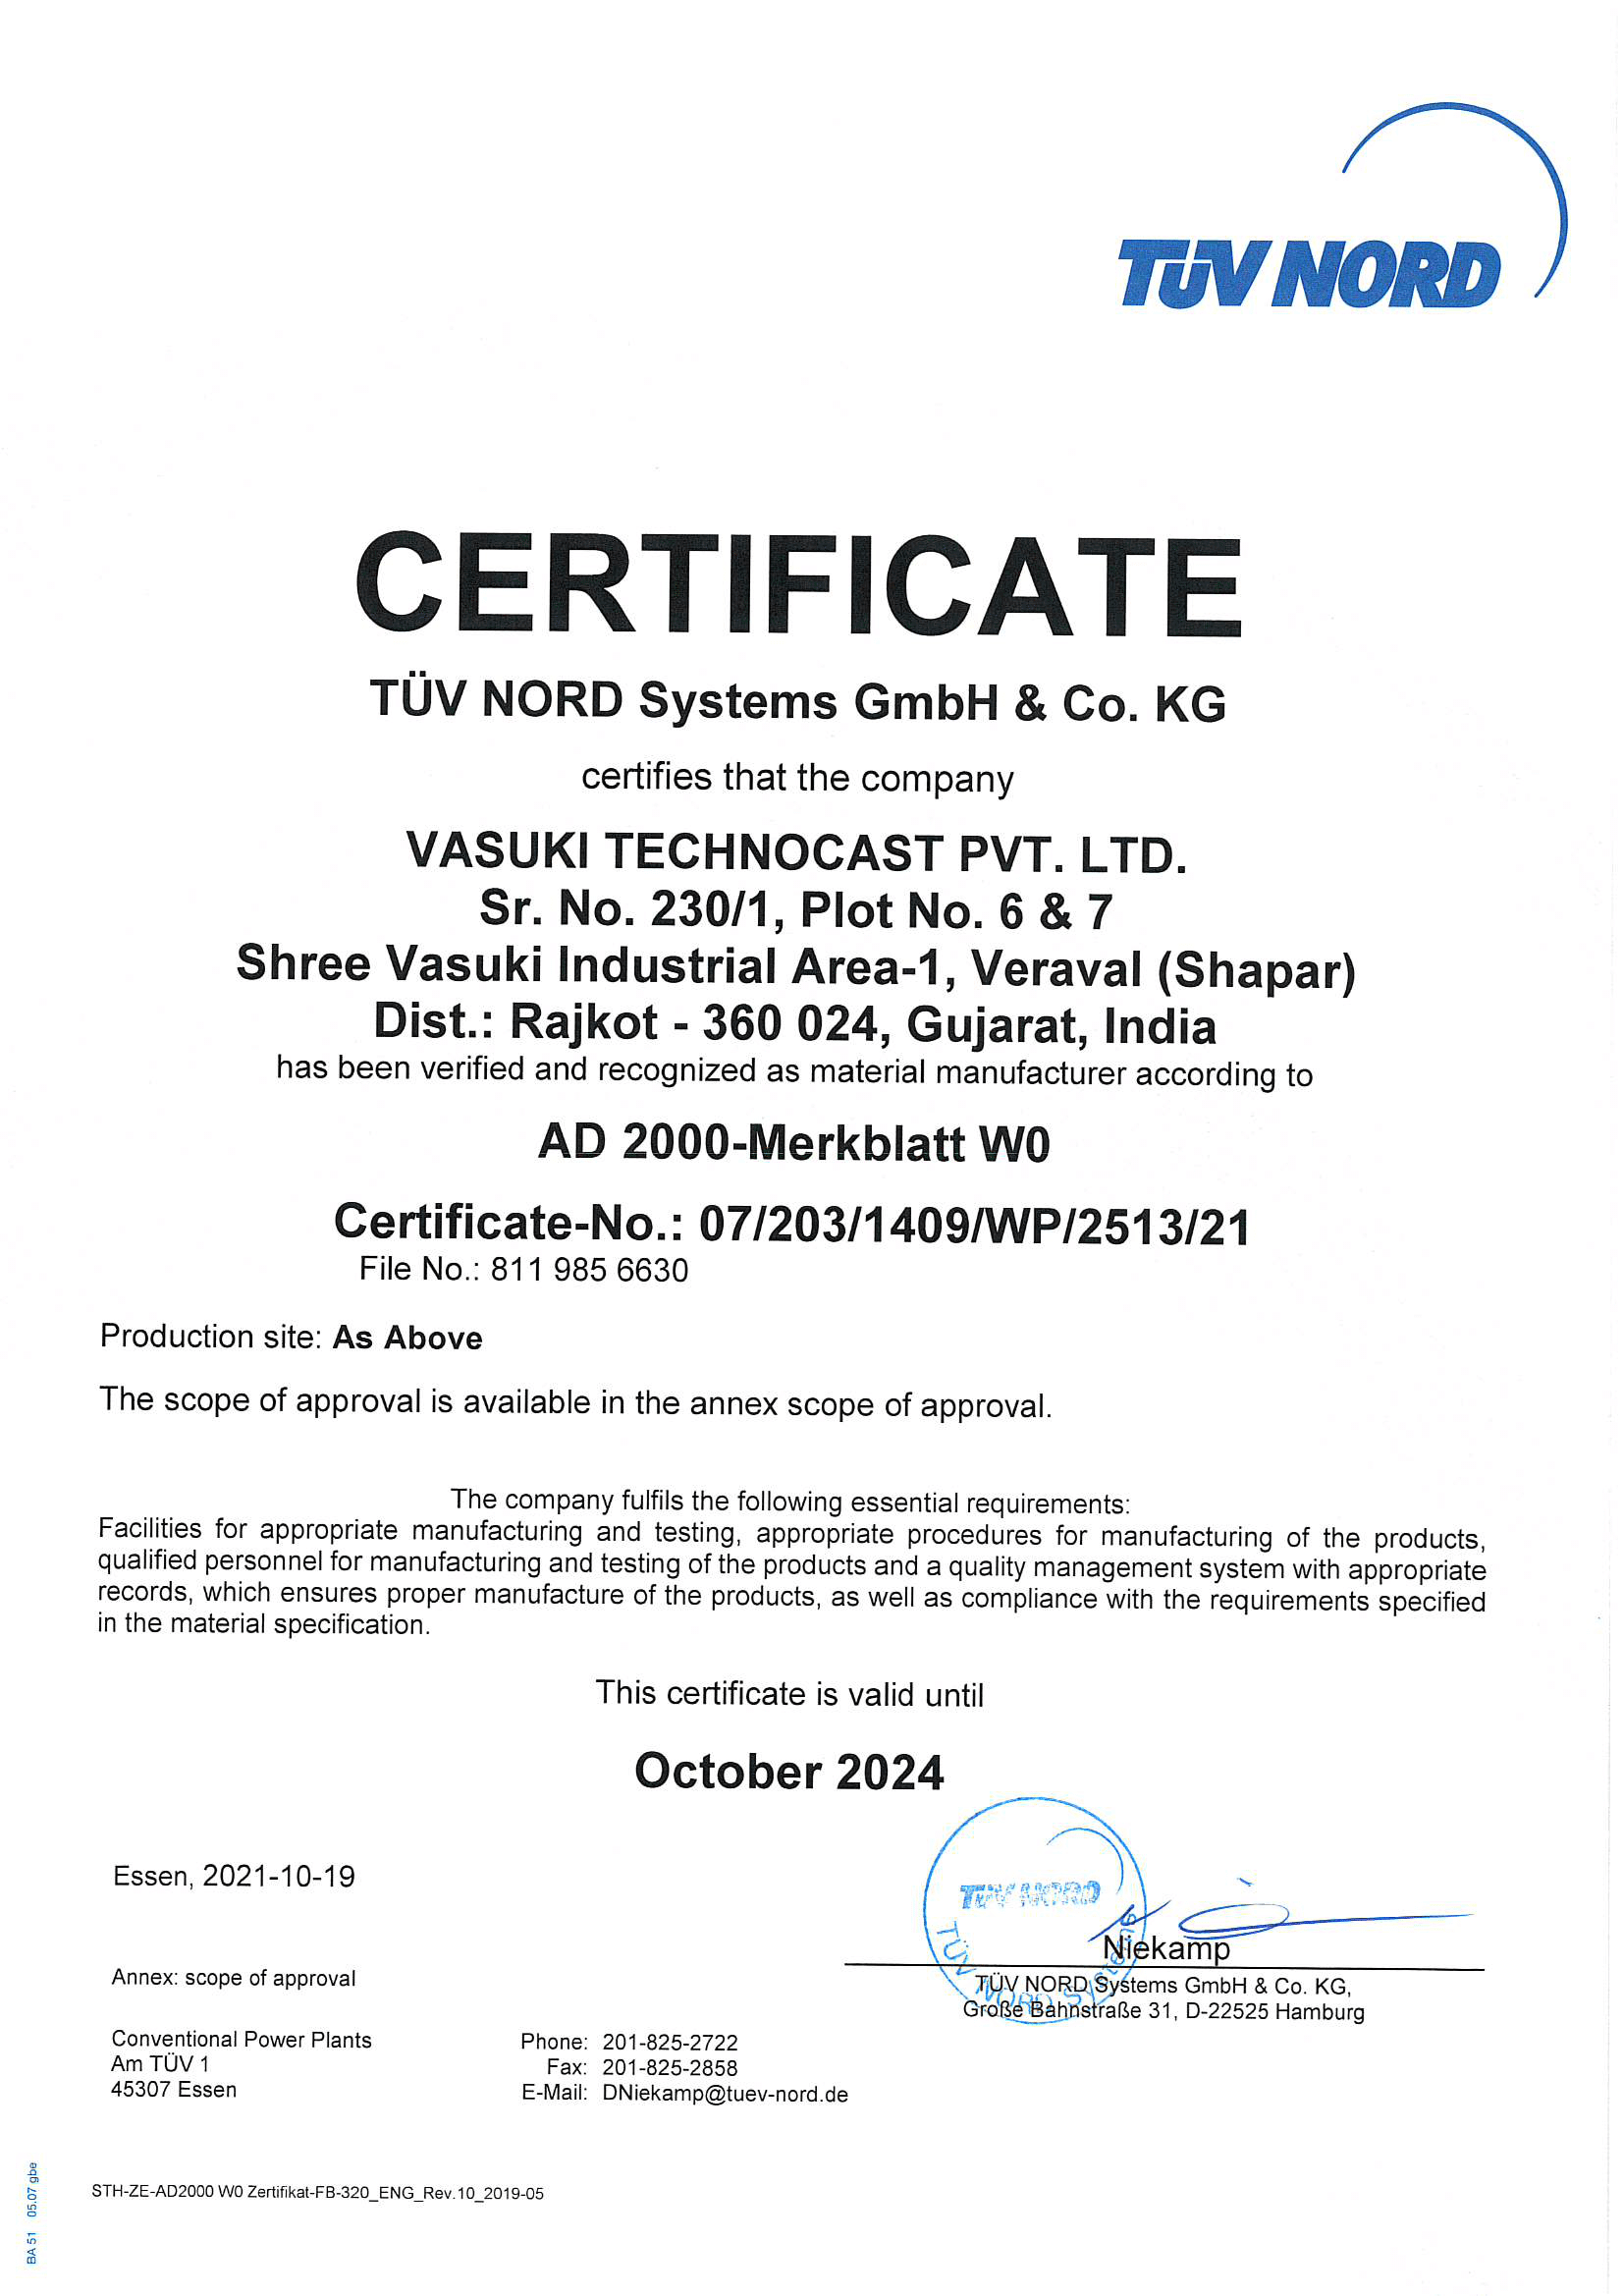 TÜV NORD
CERTIFICATE
TÜV NORD Systems GmbH & Co. KG
certifies that the company
VASUKI TECHNOCAST PVT. LTD.
Sr. No. 230/1, Plot No. 6 & 7
Shree Vasuki Industrial Area-1, Veraval (Shapar)
Dist.: Rajkot - 360 024, Gujarat, India
has been verified and recognized as material manufacturer according to
AD 2000-Merkblatt W0
Certificate-No.: 07/203/1409/WP/2513/21
File No.: 811 985 6630
Production site: As Above
The scope of approval is available in the annex scope of approval.
The company fulfils the following essential requirements:
Facilities for appropriate manufacturing and testing, appropriate procedures for manufacturing of the products,
qualified personnel for manufacturing and testing of the products and a quality management system with appropriate
records, which ensures proper manufacture of the products, as well as compliance with the requirements specified
in the material specification.
This certificate is valid until
October 2024
Essen, 2021-10-19
TÜV NORD
TÜV NORD Systems
Niekamp
TÜV NORD Systems GmbH & Co. KG,
Große Bahnstraße 31, D-22525 Hamburg
Annex: scope of approval
Conventional Power Plants
Am TÜV 1
45307 Essen
Phone: 201-825-2722
Fax: 201-825-2858
E-Mail: DNiekamp@tuev-nord.de
STH-ZE-AD2000 W0 Zertifikat-FB-320_ENG_Rev.10_2019-05
BA 51 05.07 gbe